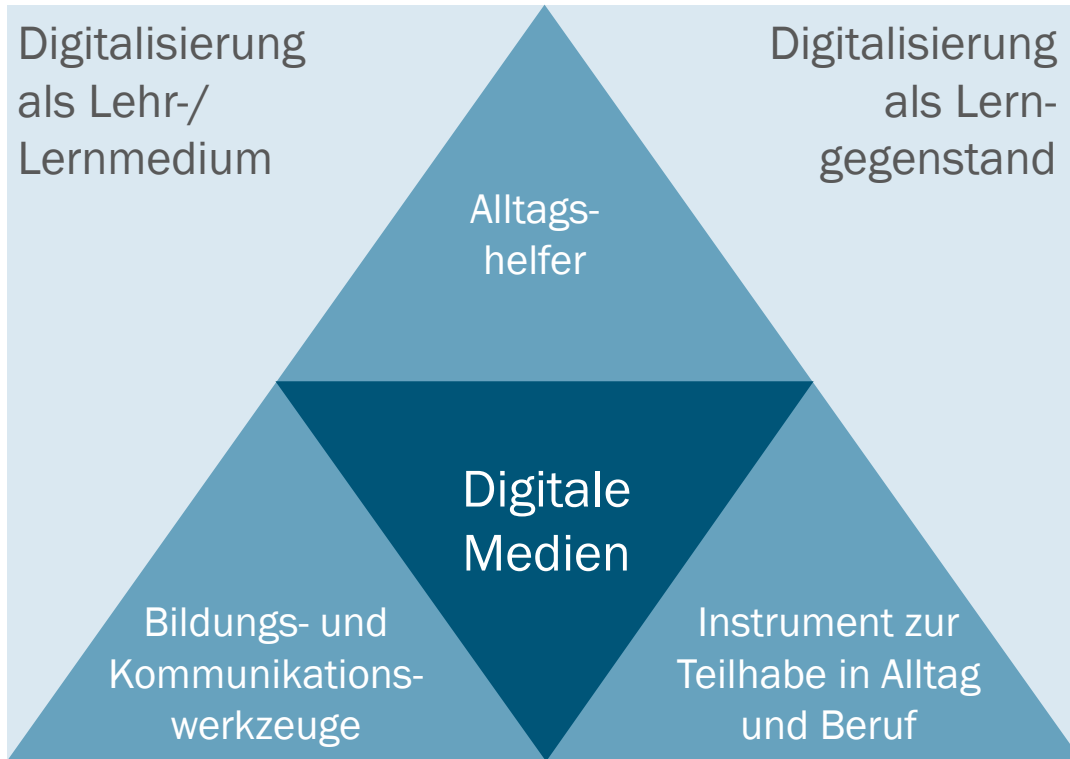 Digitalisierung
als Lehr-/
Lernmedium
Digitalisierung
als Lern-
gegenstand
Alltags-
helfer
Digitale
Medien
Bildungs- und
Kommunikations-
werkzeuge
Instrument zur
Teilhabe in Alltag
und Beruf